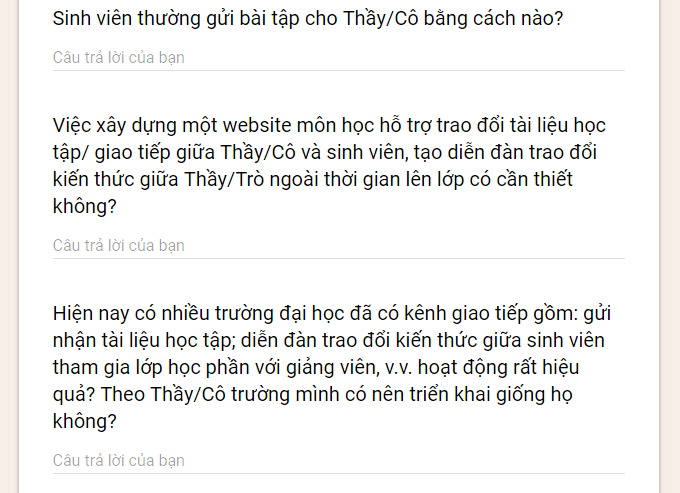 Sinh viên thường gửi bài tập cho Thầy/Cô bằng cách nào?
Câu trả lời của bạn
Việc xây dựng một website môn học hỗ trợ trao đổi tài liệu học
tập/ giao tiếp giữa Thầy/Cô và sinh viên, tạo diễn đàn trao đổi
kiến thức giữa Thầy/Trò ngoài thời gian lên lớp có cần thiết
không?
Câu trả lời của bạn
Hiện nay có nhiều trường đại học đã có kênh giao tiếp gồm: gửi
nhận tài liệu học tập; diễn đàn trao đổi kiến thức giữa sinh viên
tham gia lớp học phần với giảng viên, v.v. hoạt động rất hiệu
quả? Theo Thầy/Cô trường mình có nên triển khai giống họ
không?
Câu trả lời của bạn